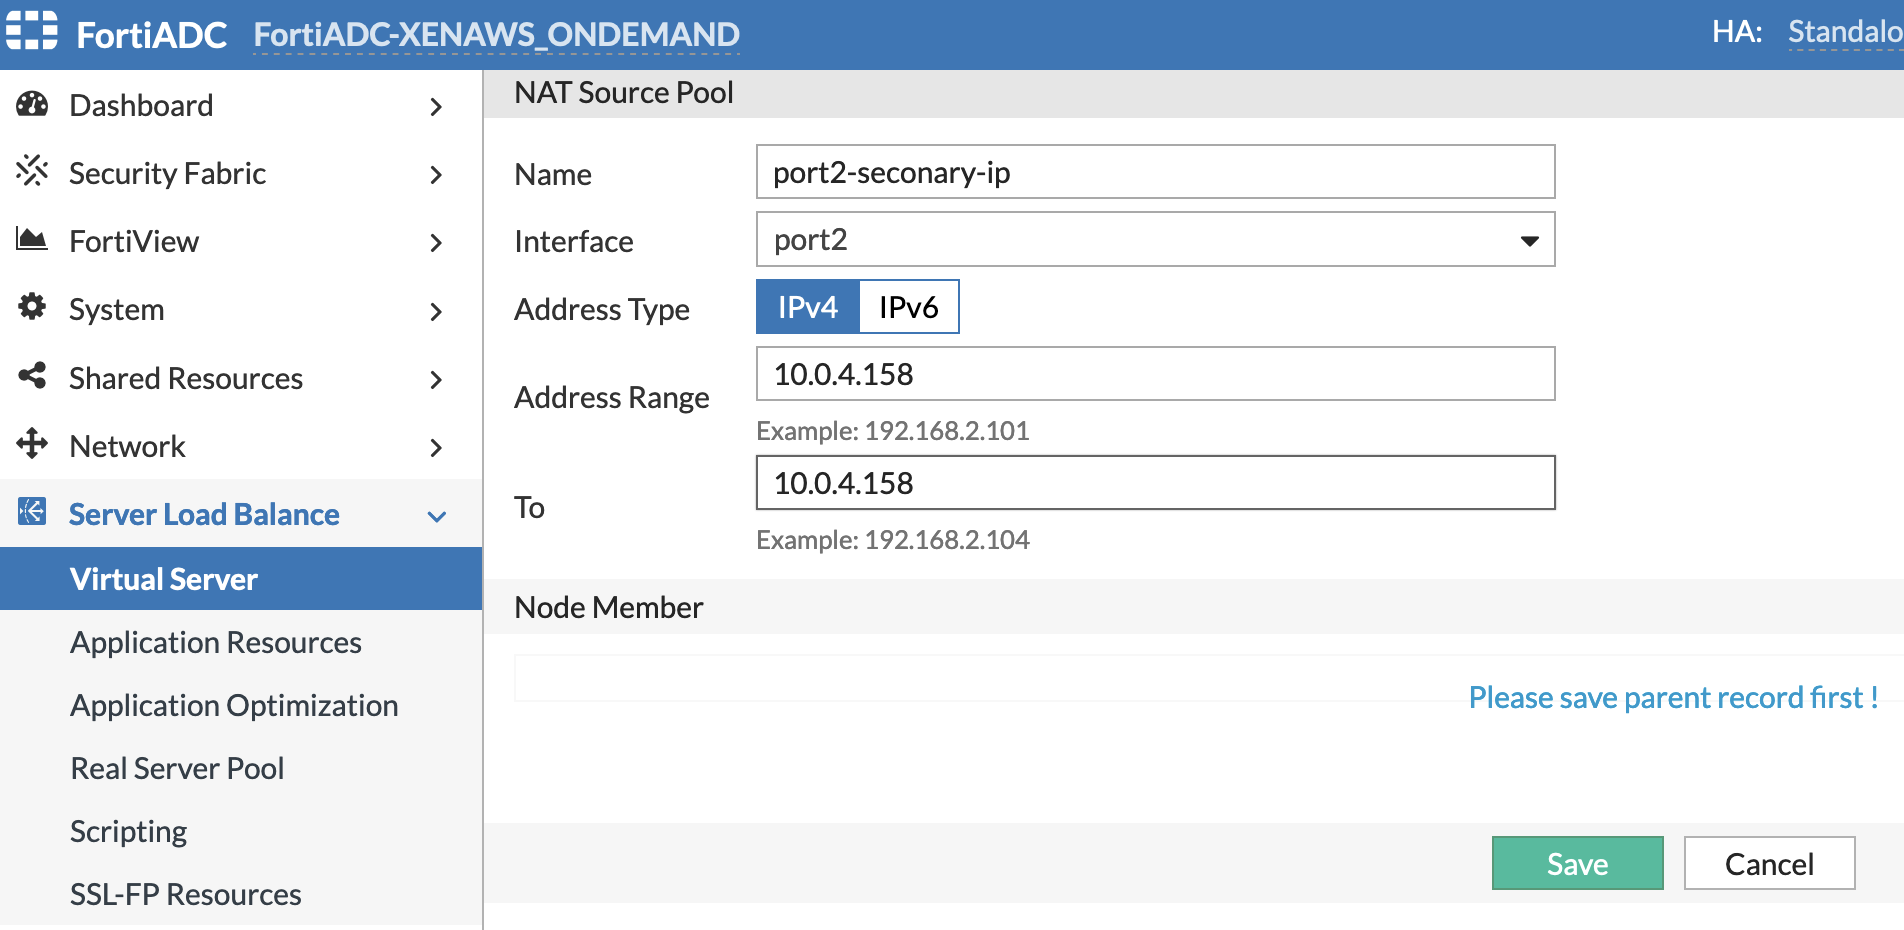 FortiADC FortiADC-XENAWS_ONDEMAND HA: Standalo
Dashboard
Security Fabric
FortiView
System
Shared Resources
Network
Server Load Balance
Virtual Server
Application Resources
Application Optimization
Real Server Pool
Scripting
SSL-FP Resources
NAT Source Pool
Name port2-seconary-ip
Interface port2
Address Type IPv4 IPv6
Address Range 10.0.4.158
Example: 192.168.2.101
To 10.0.4.158
Example: 192.168.2.104
Node Member
Please save parent record first !
Save Cancel